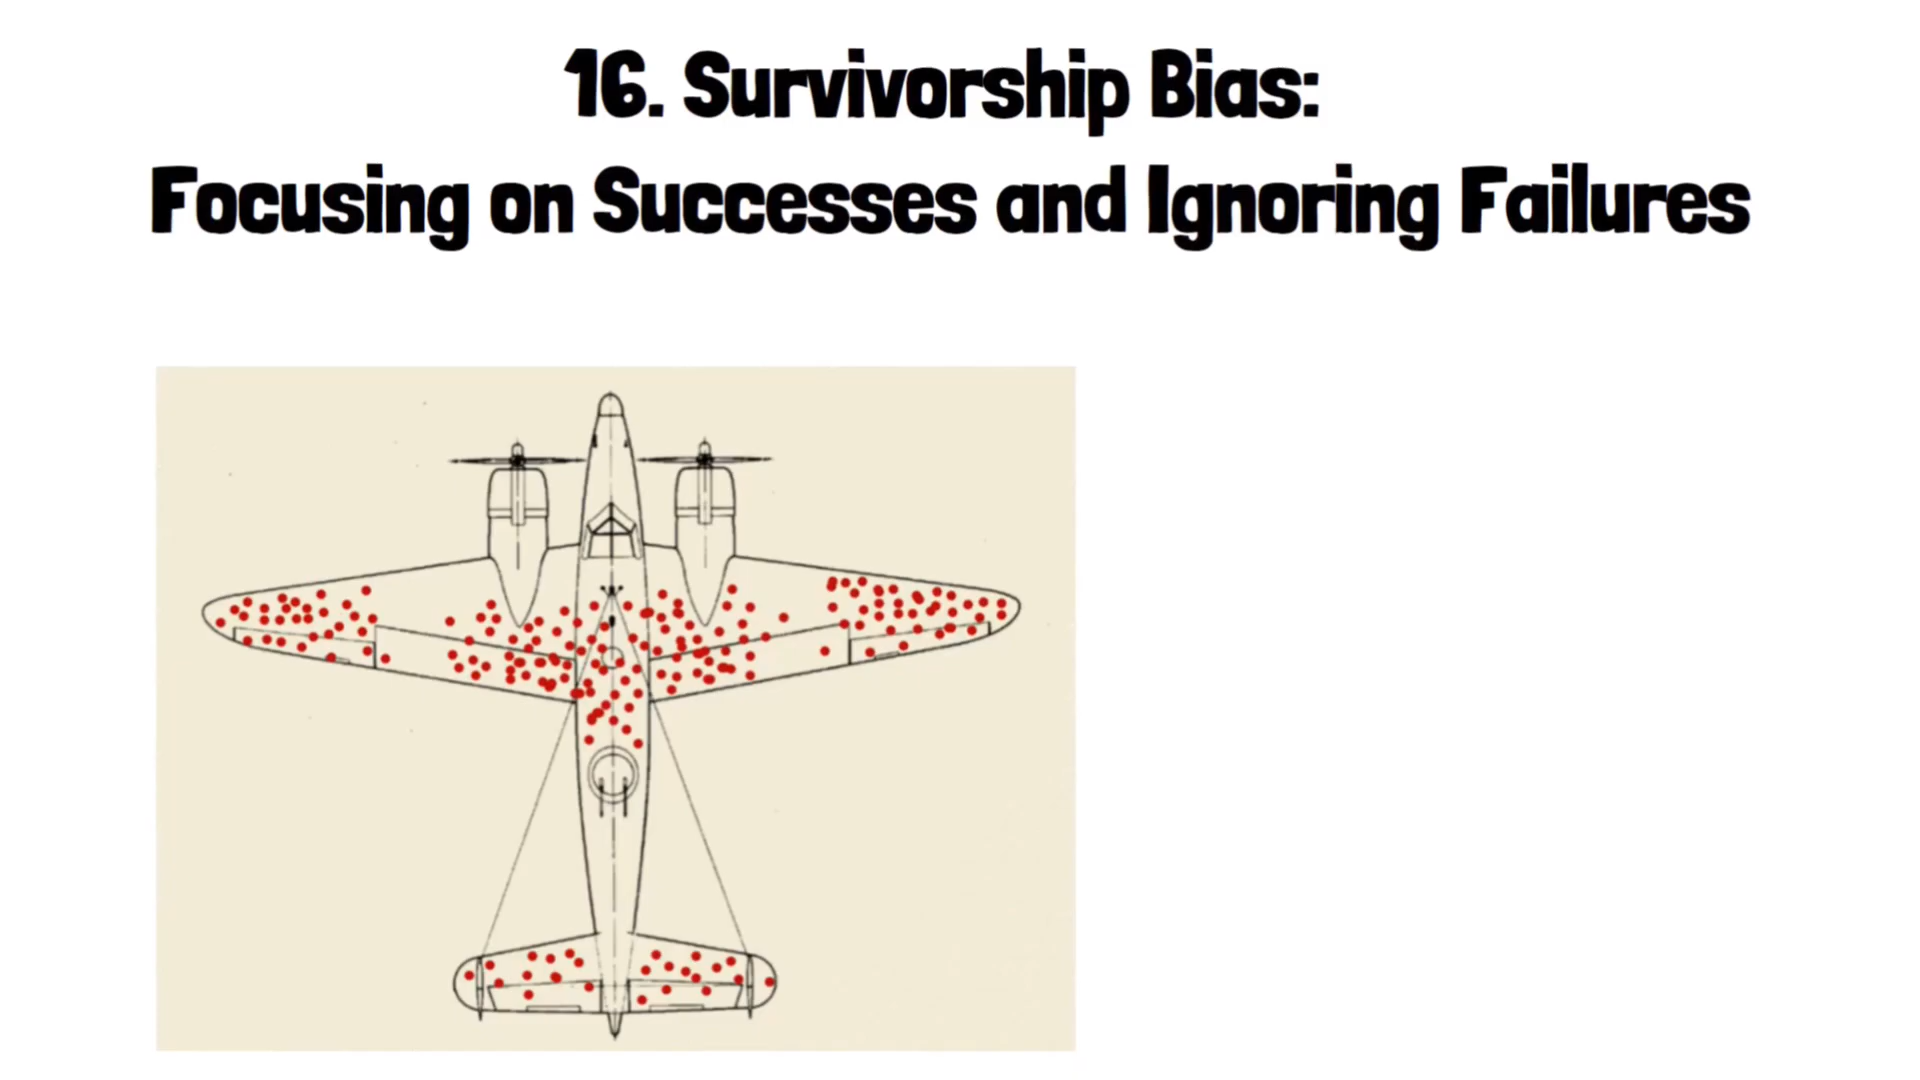 16. Survivorship Bias:
Focusing on Successes and Ignoring Failures